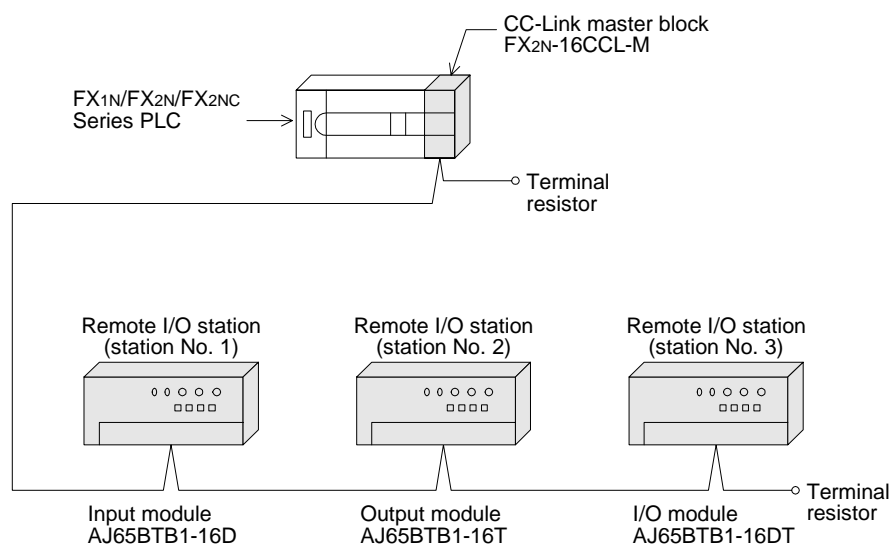 CC-Link master block
FX2N-16CCL-M
FX1N/FX2N/FX2NC
Series PLC
Terminal
resistor
Remote I/O station
(station No. 1)
Remote I/O station
(station No. 2)
Remote I/O station
(station No. 3)
Input module
AJ65BTB1-16D
Output module
AJ65BTB1-16T
I/O module
AJ65BTB1-16DT
Terminal
resistor